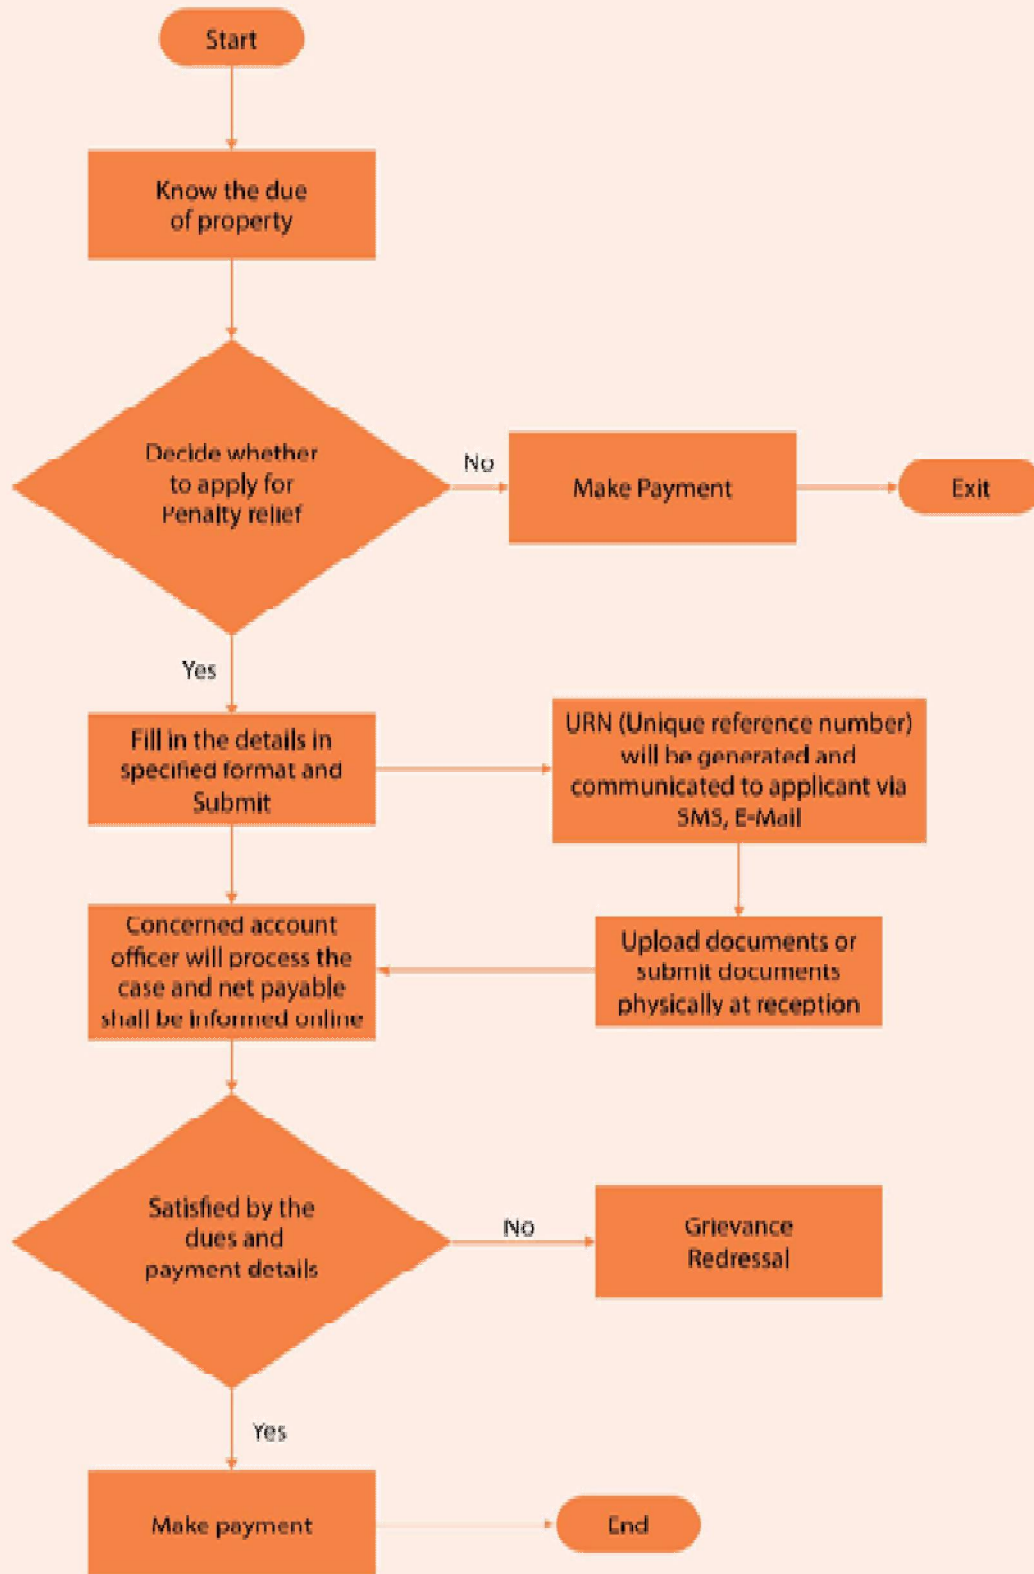 Start
Know the due
of property
Decide whether
to apply for
Penalty relief
No
Make Payment
Exit
Yes
Fill in the details in
specified format and
Submit
URN (Unique reference number)
will be generated and
communicated to applicant via
SMS, E-Mail
Concerned account
officer will process the
case and net payable
shall be informed online
Upload documents or
submit documents
physically at reception
Satisfied by the
dues and
payment details
No
Grievance
Redressal
Yes
Make payment
End